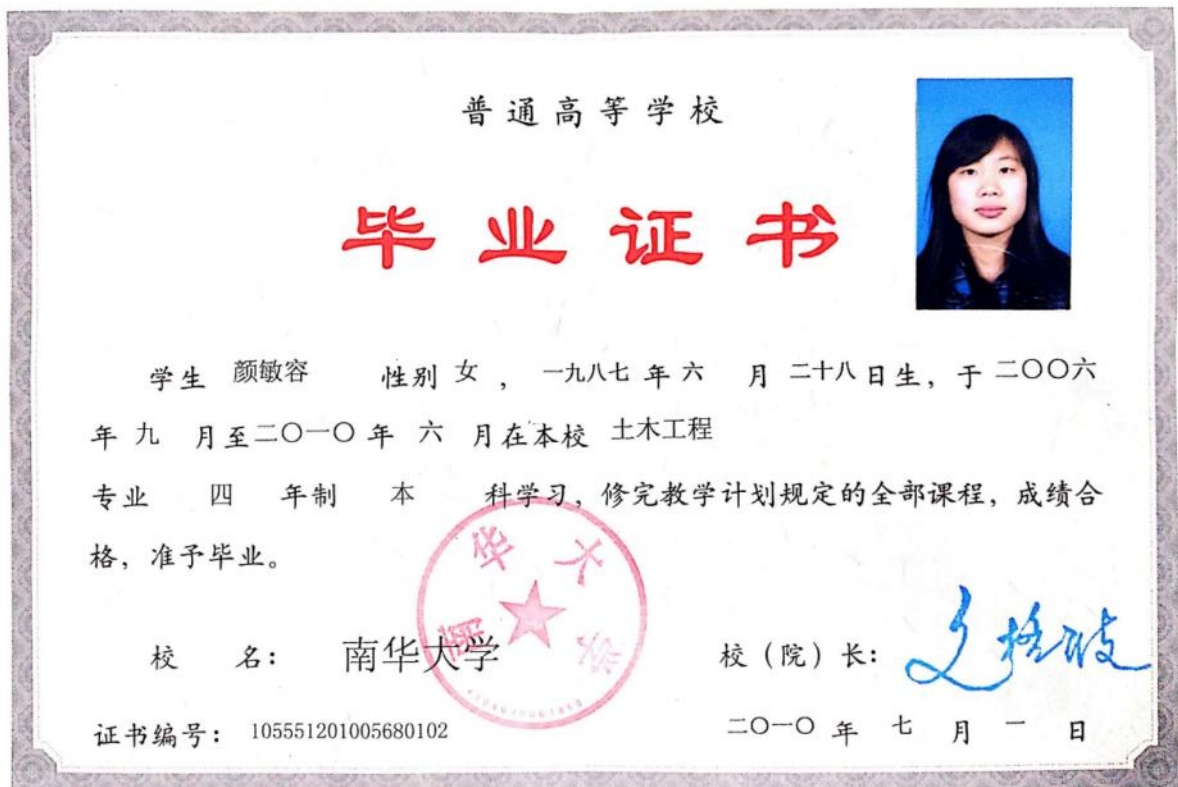 普通高等学校
毕业证书
学生 颜敏容 性别 女 ， 一九八七 年 六 月 二十八 日生，于 二〇〇六
年 九 月至 二〇一〇 年 六 月在本校 土木工程
专业 四 年制 本 科学习，修完教学计划规定的全部课程，成绩合
格，准予毕业。
南华大学
校 名： 南华大学 校（院）长：
证书编号： 105551201005680102 二〇一〇 年 七 月 一 日